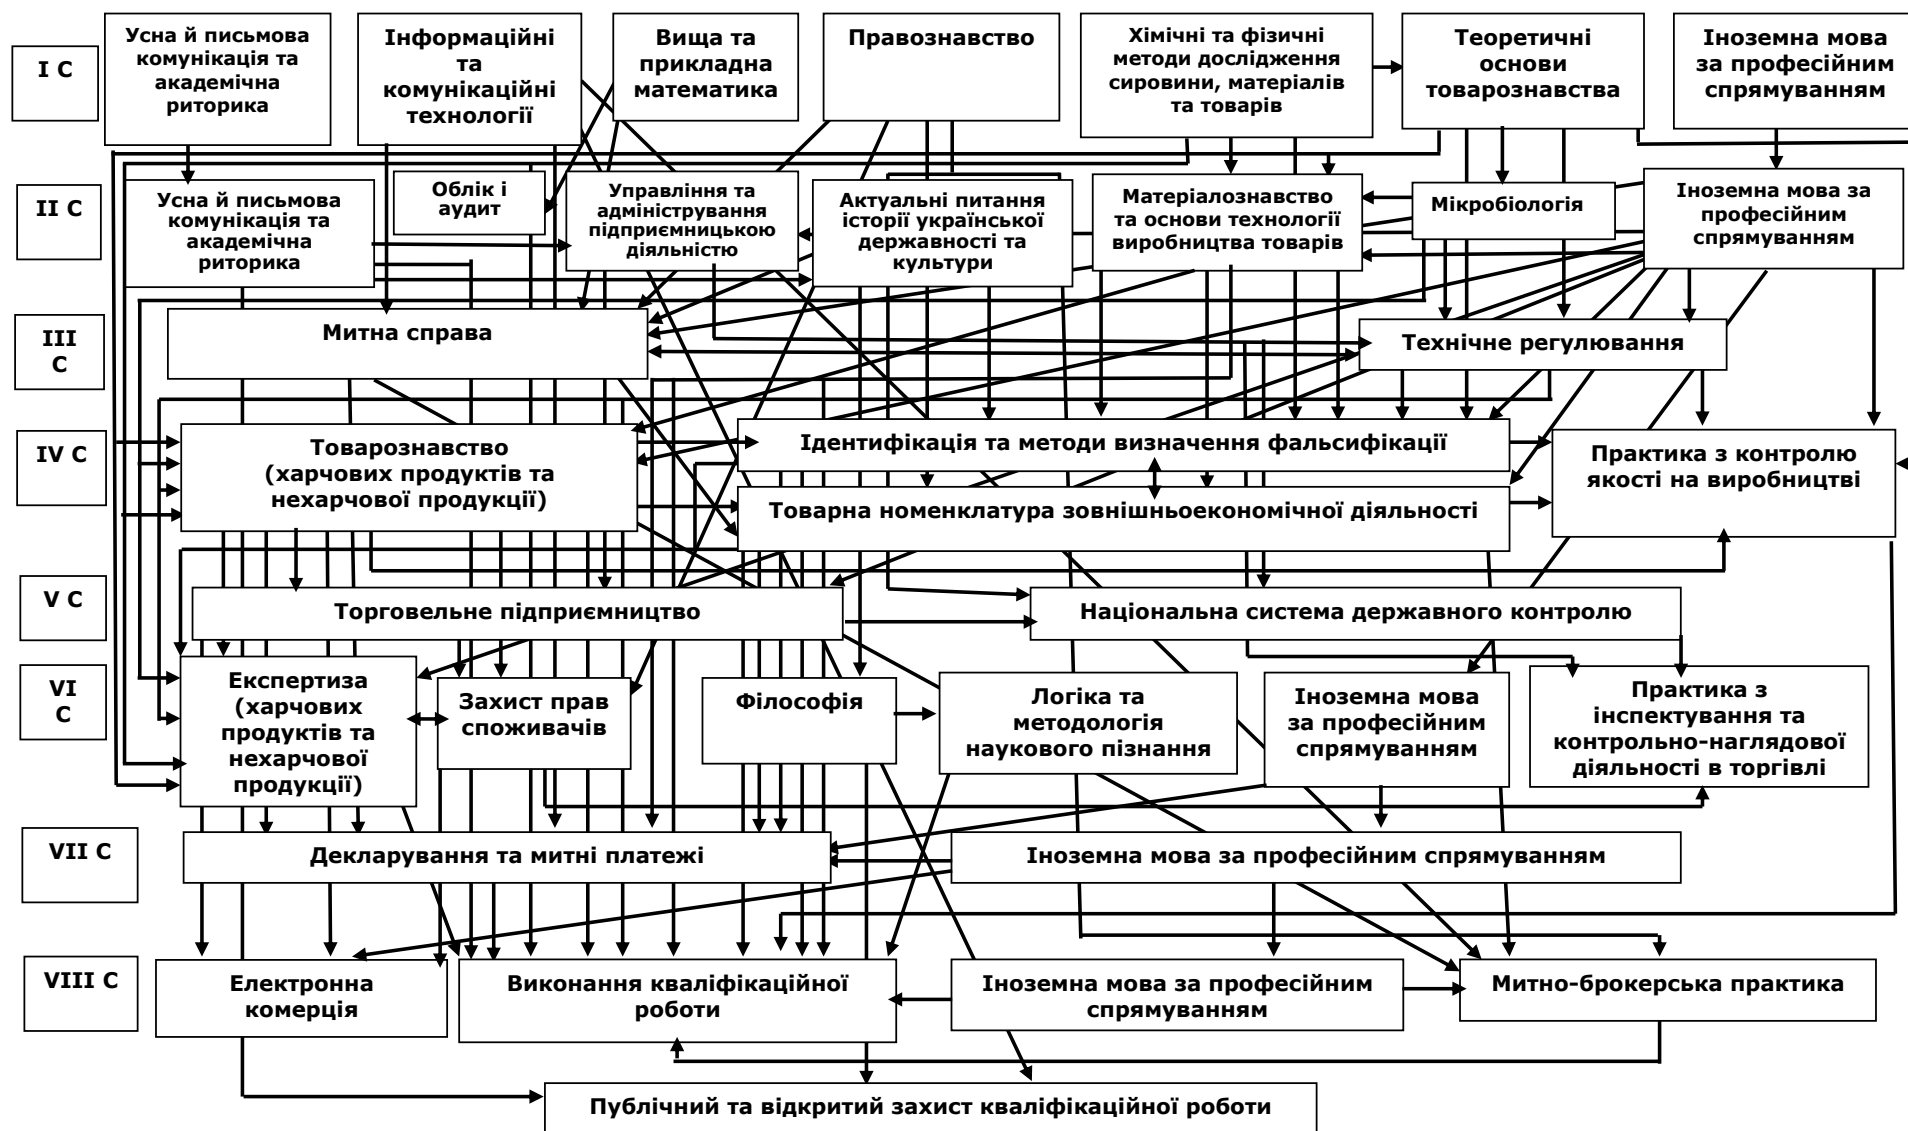 І С
Усна й письмова
комунікація та
академічна
риторика
Інформаційні
та
комунікаційні
технології
Вища та
прикладна
математика
Правознавство
Хімічні та фізичні
методи дослідження
сировини, матеріалів
та товарів
Теоретичні
основи
товарознавства
Іноземна мова
за професійним
спрямуванням
ІІ С
Усна й письмова
комунікація та
академічна
риторика
Облік і
аудит
Управління та
адміністрування
підприємницькою
діяльністю
Актуальні питання
історії української
державності та
культури
Матеріалознавство
та основи технології
виробництва товарів
Мікробіологія
Іноземна мова за
професійним
спрямуванням
ІІІ
С
Митна справа
Технічне регулювання
IV С
Товарознавство
(харчових продуктів та
нехарчової продукції)
Ідентифікація та методи визначення фальсифікації
Товарна номенклатура зовнішньоекономічної діяльності
Практика з контролю
якості на виробництві
V С
Торговельне підприємництво
Національна система державного контролю
VI
С
Експертиза
(харчових
продуктів та
нехарчової
продукції)
Захист прав
споживачів
Філософія
Логіка та
методологія
наукового пізнання
Іноземна мова
за професійним
спрямуванням
Практика з
інспектування та
контрольно-наглядової
діяльності в торгівлі
VII С
Декларування та митні платежі
Іноземна мова за професійним спрямуванням
VIII С
Електронна
комерція
Виконання кваліфікаційної
роботи
Іноземна мова за професійним
спрямуванням
Митно-брокерська практика
Публічний та відкритий захист кваліфікаційної роботи